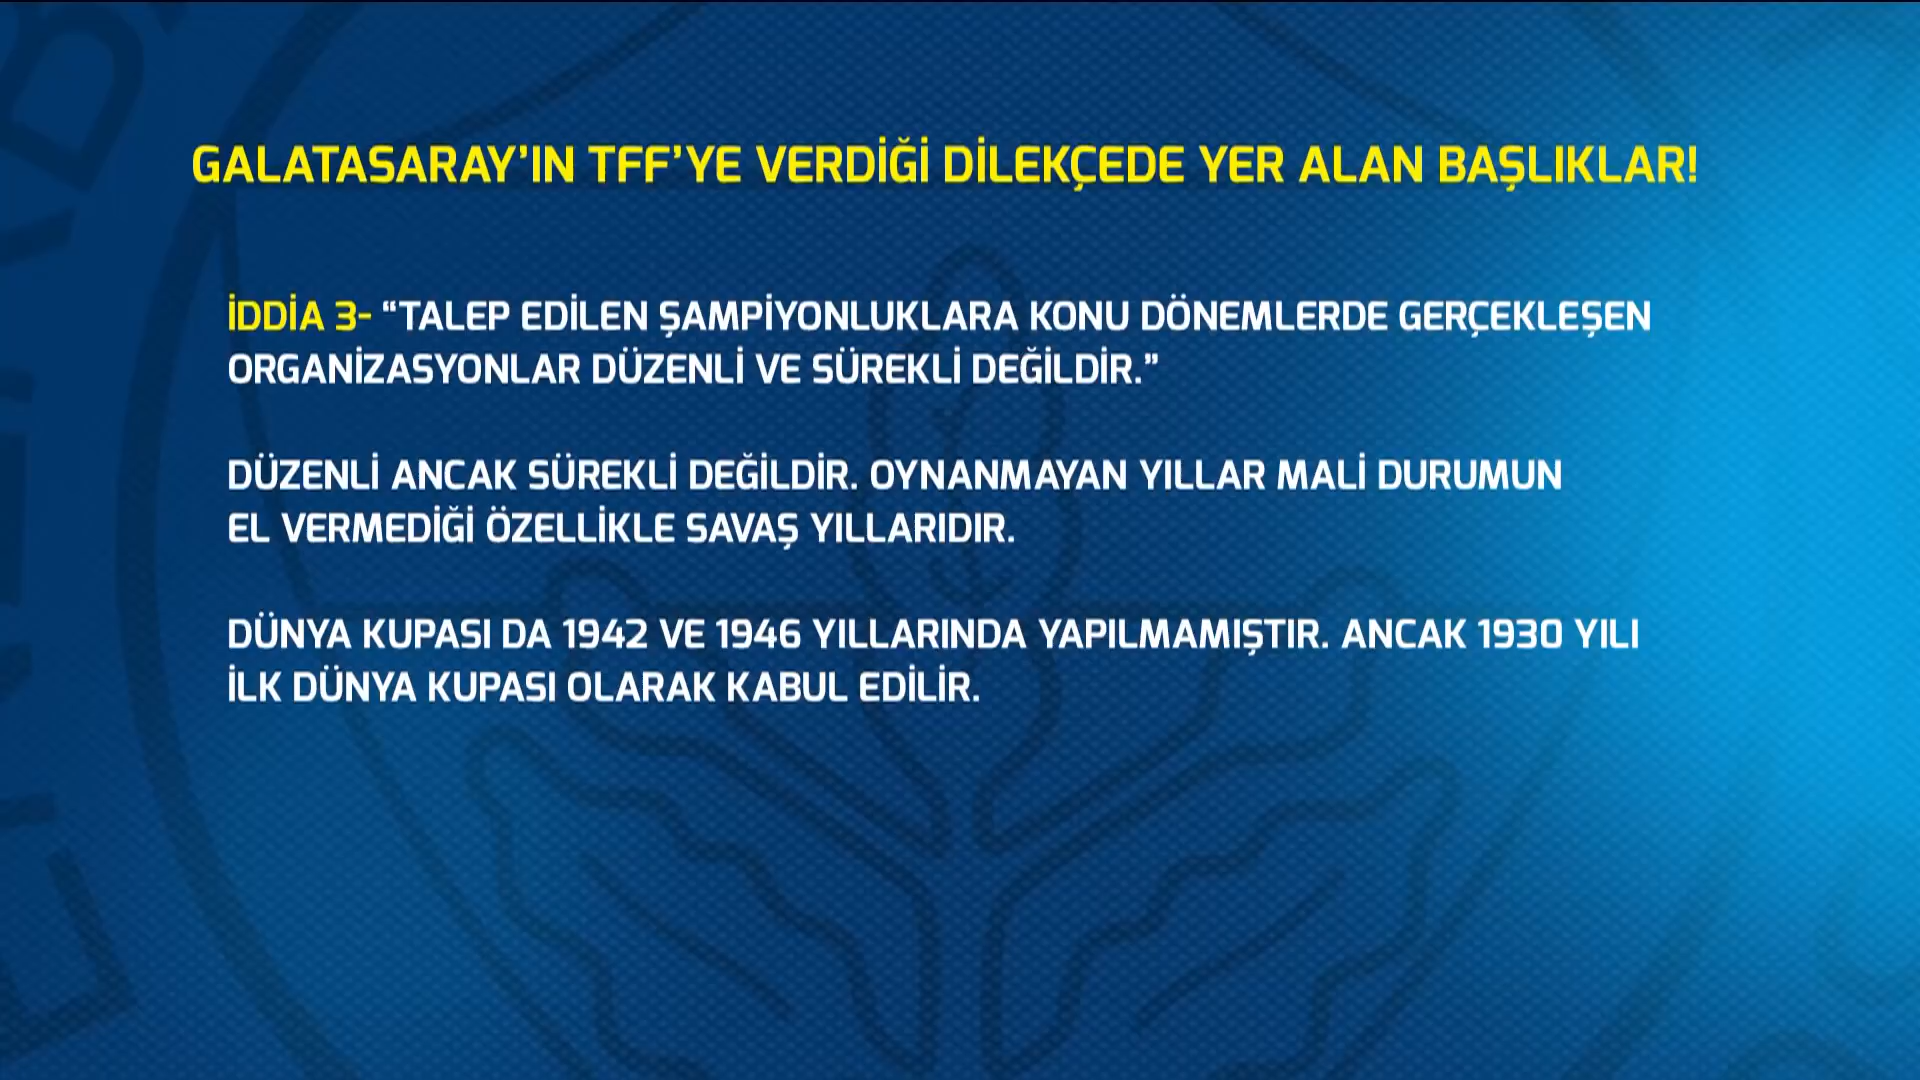 GALATASARAY’IN TFF’YE VERDİĞİ DİLEKÇEDE YER ALAN BAŞLIKLAR!
İDDİA 3- “TALEP EDİLEN ŞAMPİYONLUKLARA KONU DÖNEMLERDE GERÇEKLEŞEN
ORGANİZASYONLAR DÜZENLİ VE SÜREKLİ DEĞİLDİR.”
DÜZENLİ ANCAK SÜREKLİ DEĞİLDİR. OYNANMAYAN YILLAR MALİ DURUMUN
EL VERMEDİĞİ ÖZELLİKLE SAVAŞ YILLARIDIR.
DÜNYA KUPASI DA 1942 VE 1946 YILLARINDA YAPILMAMIŞTIR. ANCAK 1930 YILI
İLK DÜNYA KUPASI OLARAK KABUL EDİLİR.